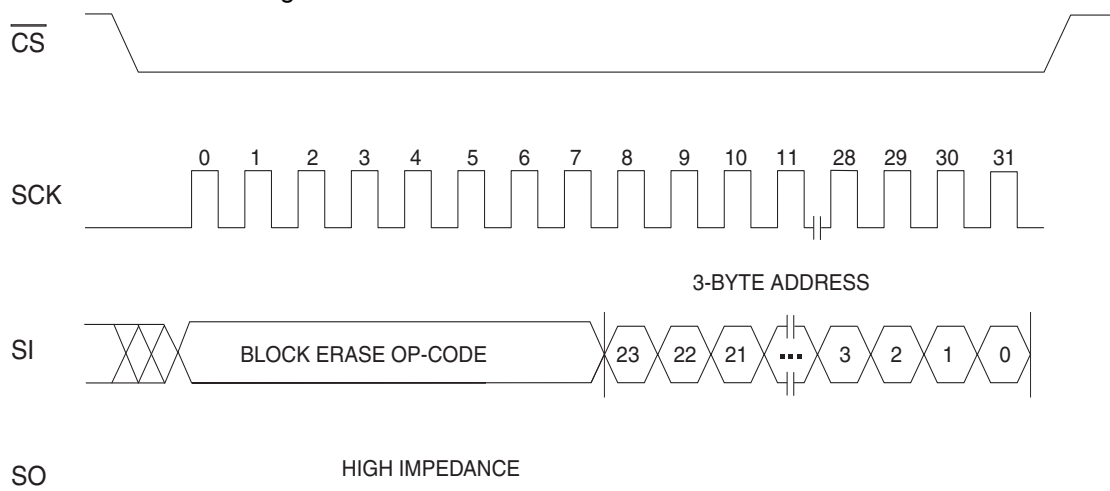 CS
0 1 2 3 4 5 6 7 8 9 10 11 28 29 30 31
SCK
3-BYTE ADDRESS
SI BLOCK ERASE OP-CODE 23 22 21 ... 3 2 1 0
SO HIGH IMPEDANCE